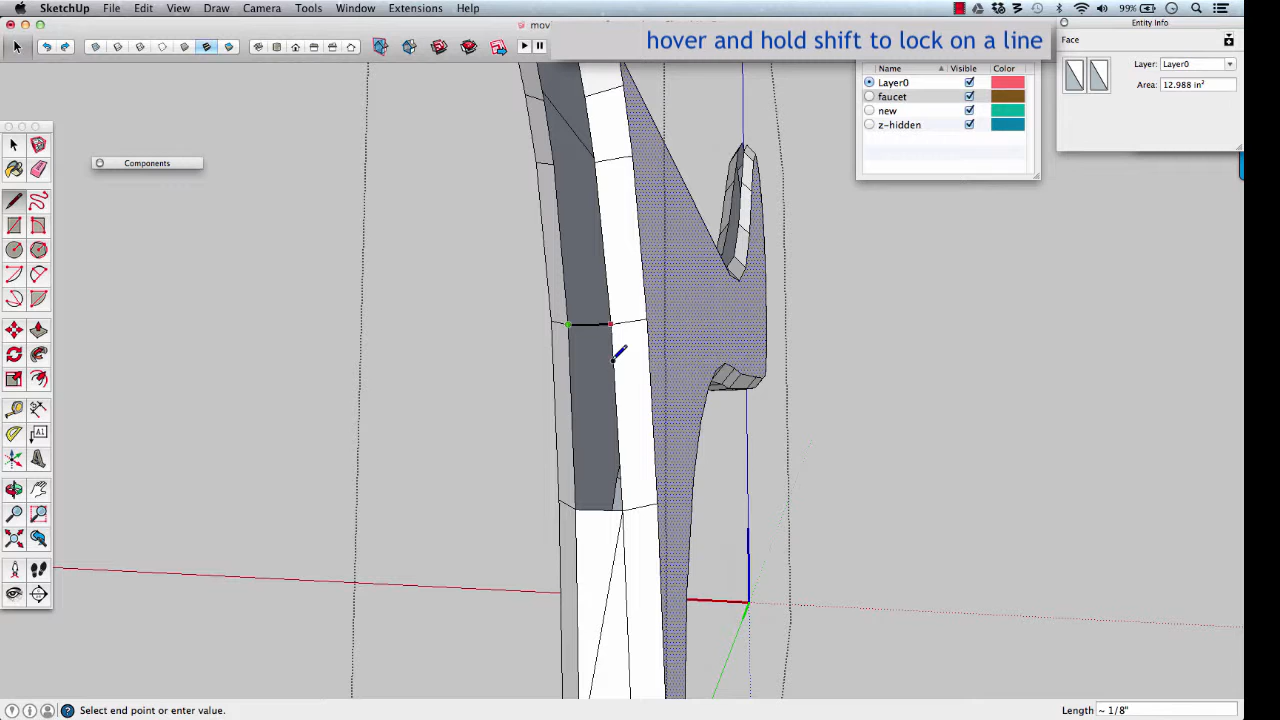 SketchUp File Edit View Draw Camera Tools Window Extensions Help 99%
mov
hover and hold shift to lock on a line
Entity Info
Face
Layer: Layer0
Area: 12.988 in²
Name Visible Color
Layer0
faucet
new
z-hidden
Components
A1
Select end point or enter value.
Length ~ 1/8"